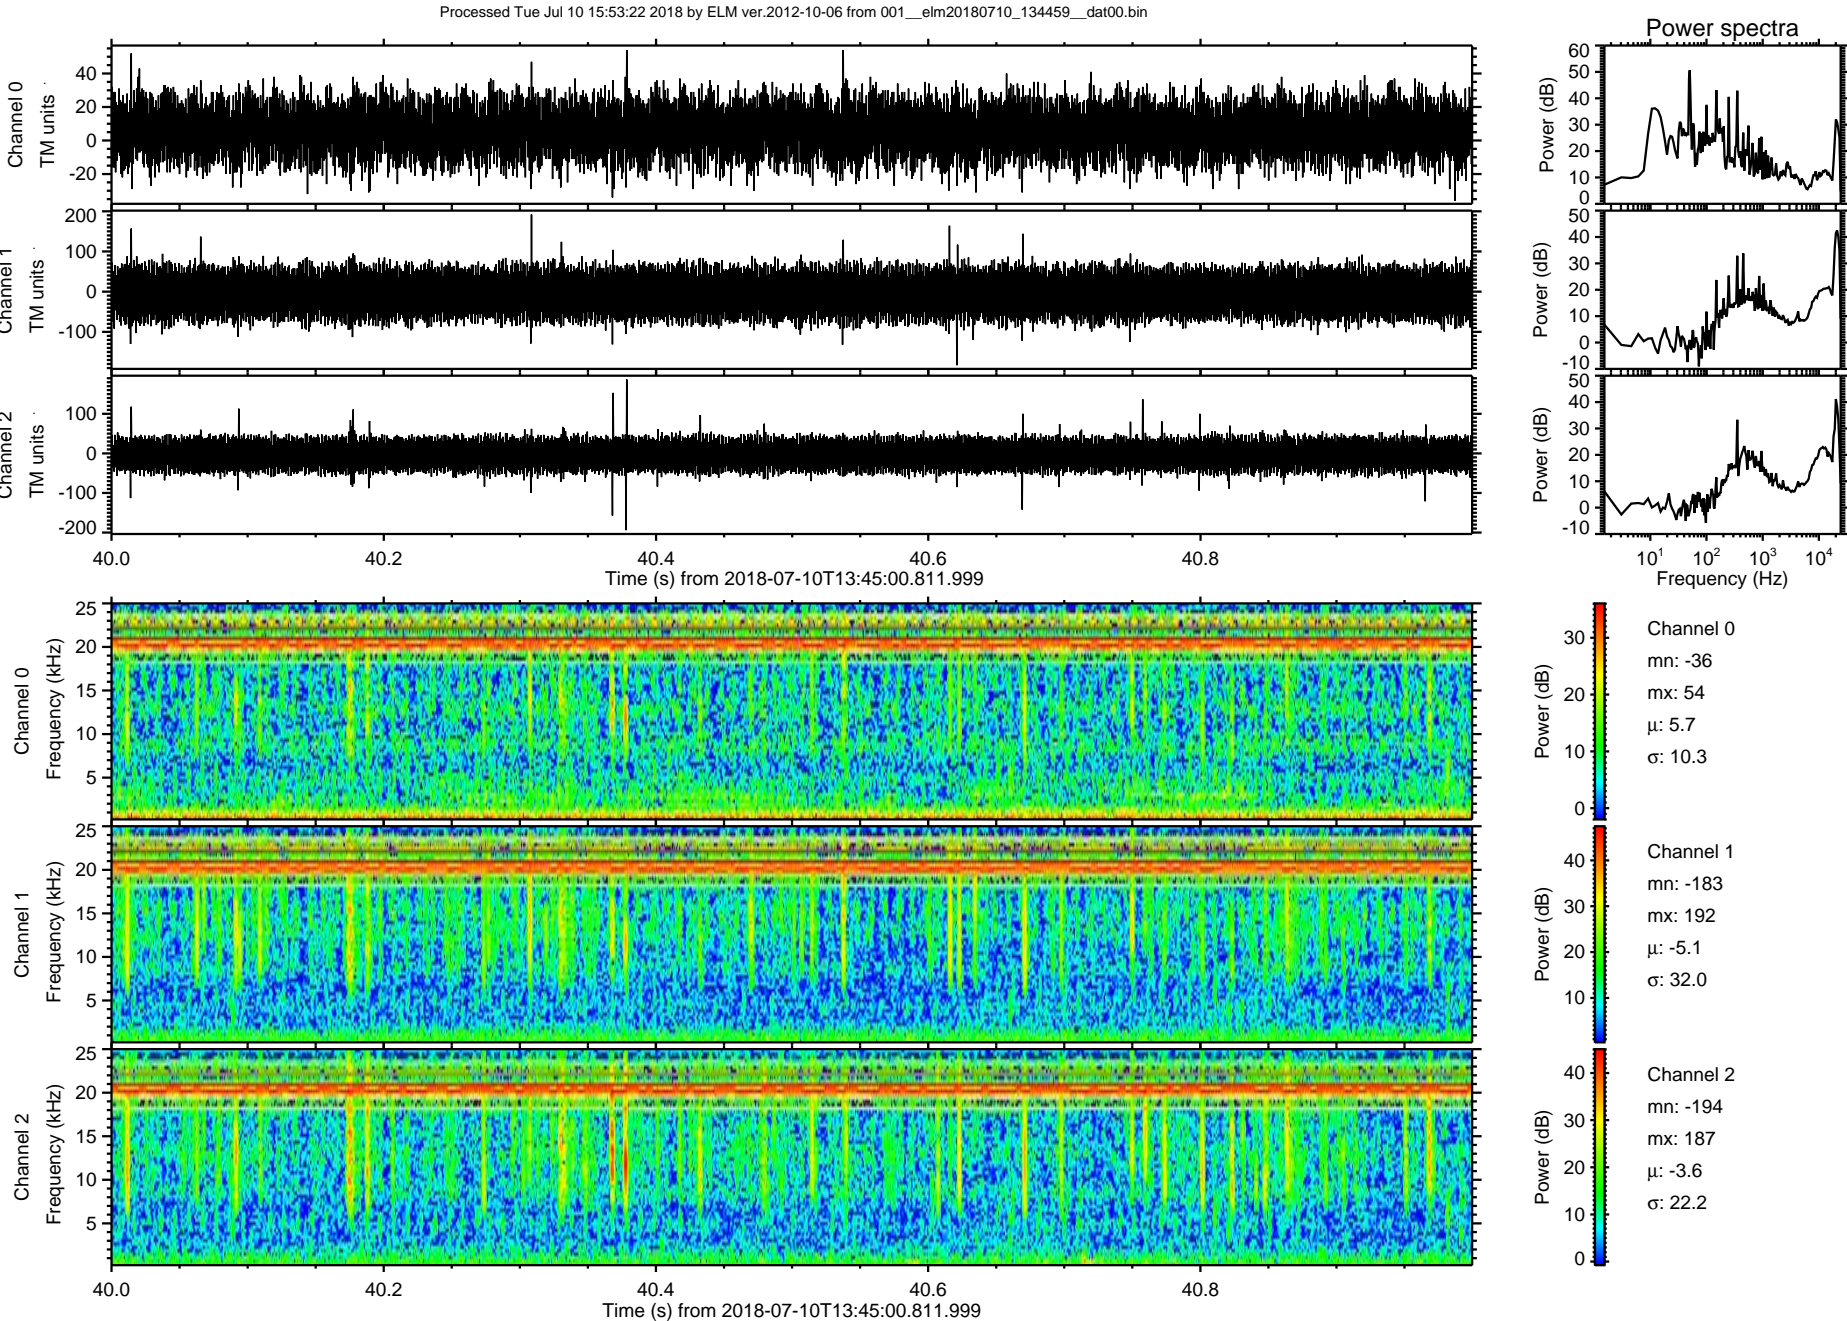 Processed Tue Jul 10 15:53:22 2018 by ELM ver.2012-10-06 from 001__elm20180710_134459__dat00.bin
Power spectra
Channel 0
TM units
40
20
0
-20
Power (dB)
60
50
40
30
20
10
0
Channel 1
TM units
200
100
0
-100
Power (dB)
50
40
30
20
10
0
-10
Channel 2
TM units
100
0
-100
-200
Power (dB)
50
40
30
20
10
0
-10
40.0 40.2 40.4 40.6 40.8
Time (s) from 2018-07-10T13:45:00.811.999
10¹ 10² 10³ 10⁴
Frequency (Hz)
Channel 0
Frequency (kHz)
25
20
15
10
5
Power (dB)
30
20
10
0
Channel 0
mn: -36
mx: 54
μ: 5.7
σ: 10.3
Channel 1
Frequency (kHz)
25
20
15
10
5
Power (dB)
40
30
20
10
Channel 1
mn: -183
mx: 192
μ: -5.1
σ: 32.0
Channel 2
Frequency (kHz)
25
20
15
10
5
Power (dB)
40
30
20
10
0
Channel 2
mn: -194
mx: 187
μ: -3.6
σ: 22.2
40.0 40.2 40.4 40.6 40.8
Time (s) from 2018-07-10T13:45:00.811.999